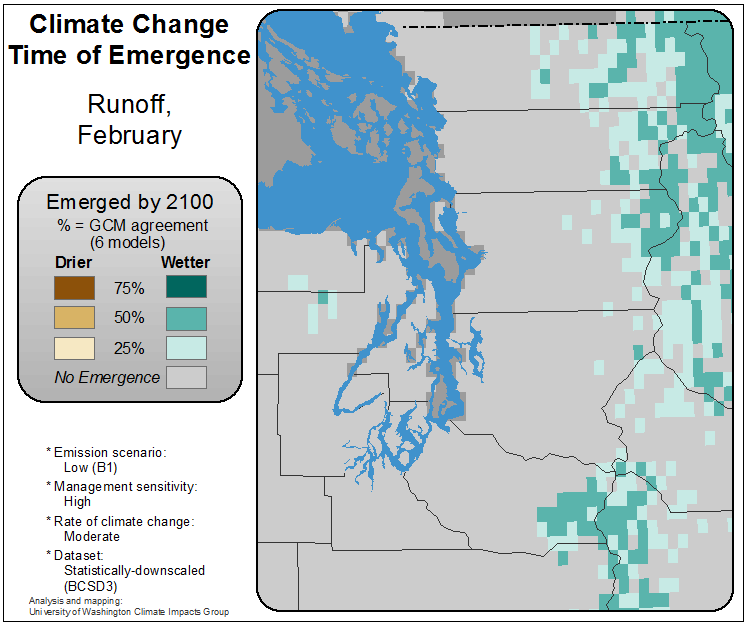 Climate Change
Time of Emergence
Runoff,
February
Emerged by 2100
% = GCM agreement
(6 models)
Drier Wetter
75%
50%
25%
No Emergence
* Emission scenario:
Low (B1)
* Management sensitivity:
High
* Rate of climate change:
Moderate
* Dataset:
Statistically-downscaled
(BCSD3)
Analysis and mapping:
University of Washington Climate Impacts Group